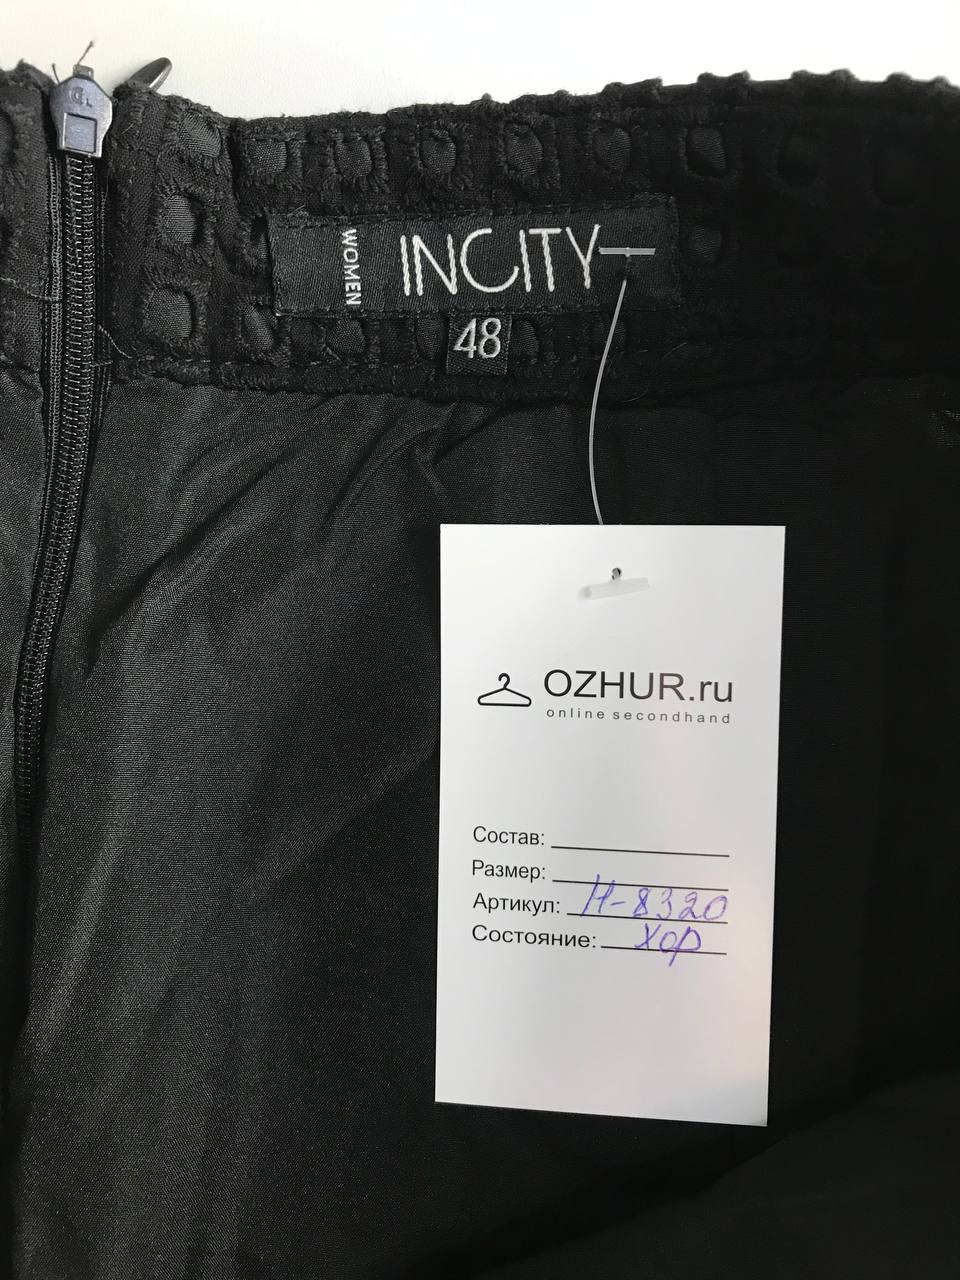 WOMEN
INCITY
48
OZHUR.ru
online secondhand
Состав:
Размер:
Артикул: Н-8320
Состояние: Хор